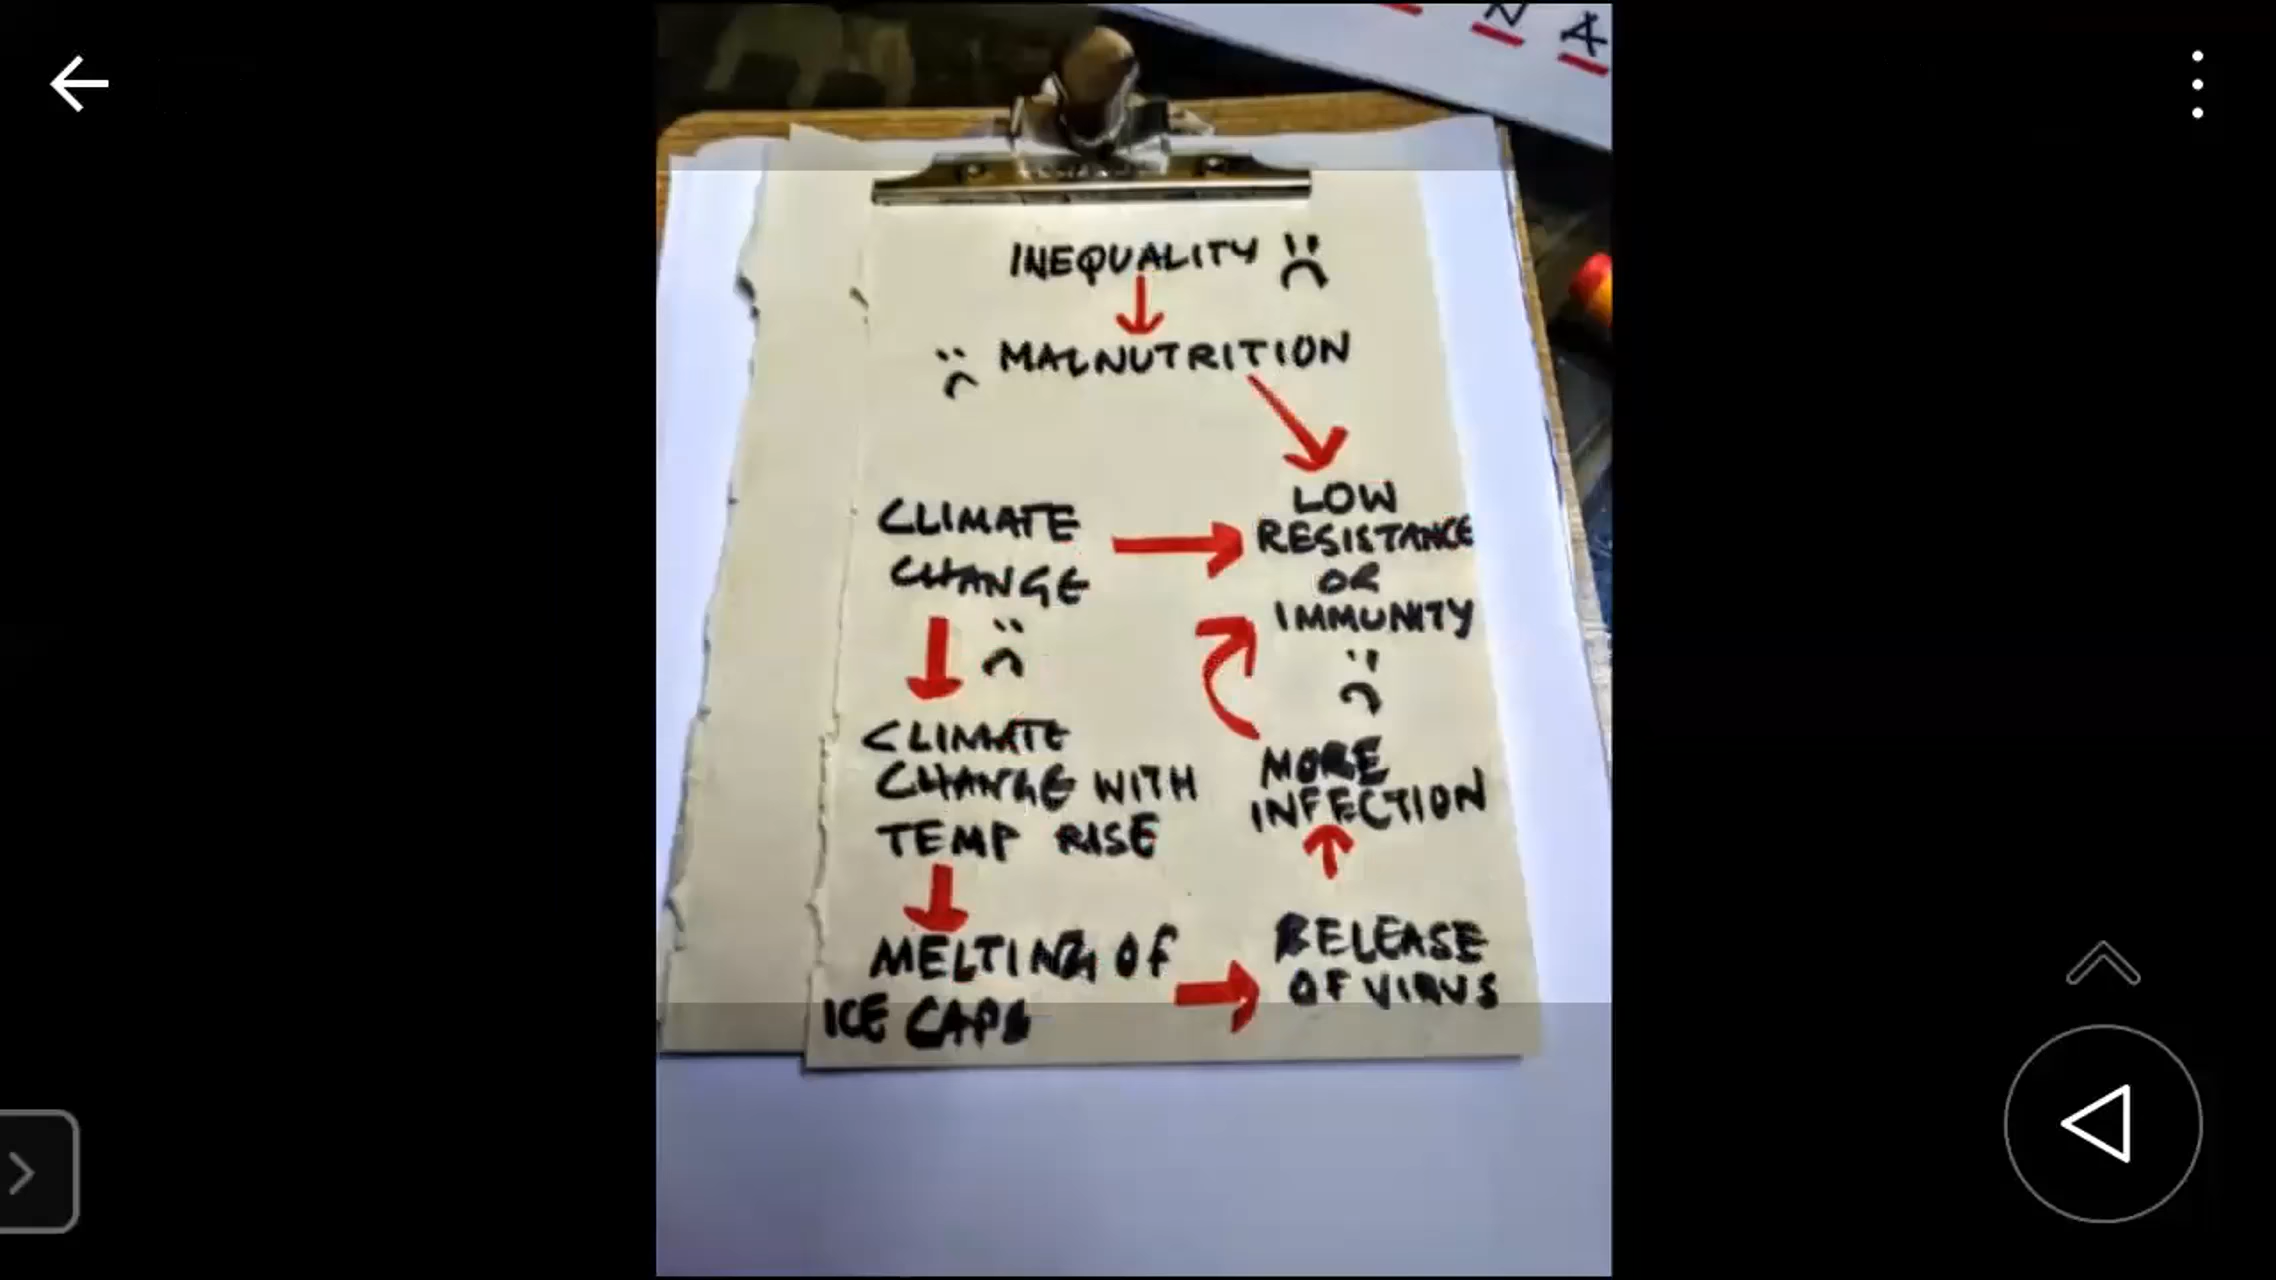 N A
INEQUALITY
MALNUTRITION
LOW
RESISTANCE
OR
IMMUNITY
CLIMATE
CHANGE
CLIMATE
CHANGE WITH
TEMP RISE
MORE
INFECTION
MELTING OF
ICE CAPS
RELEASE
OF VIRUS